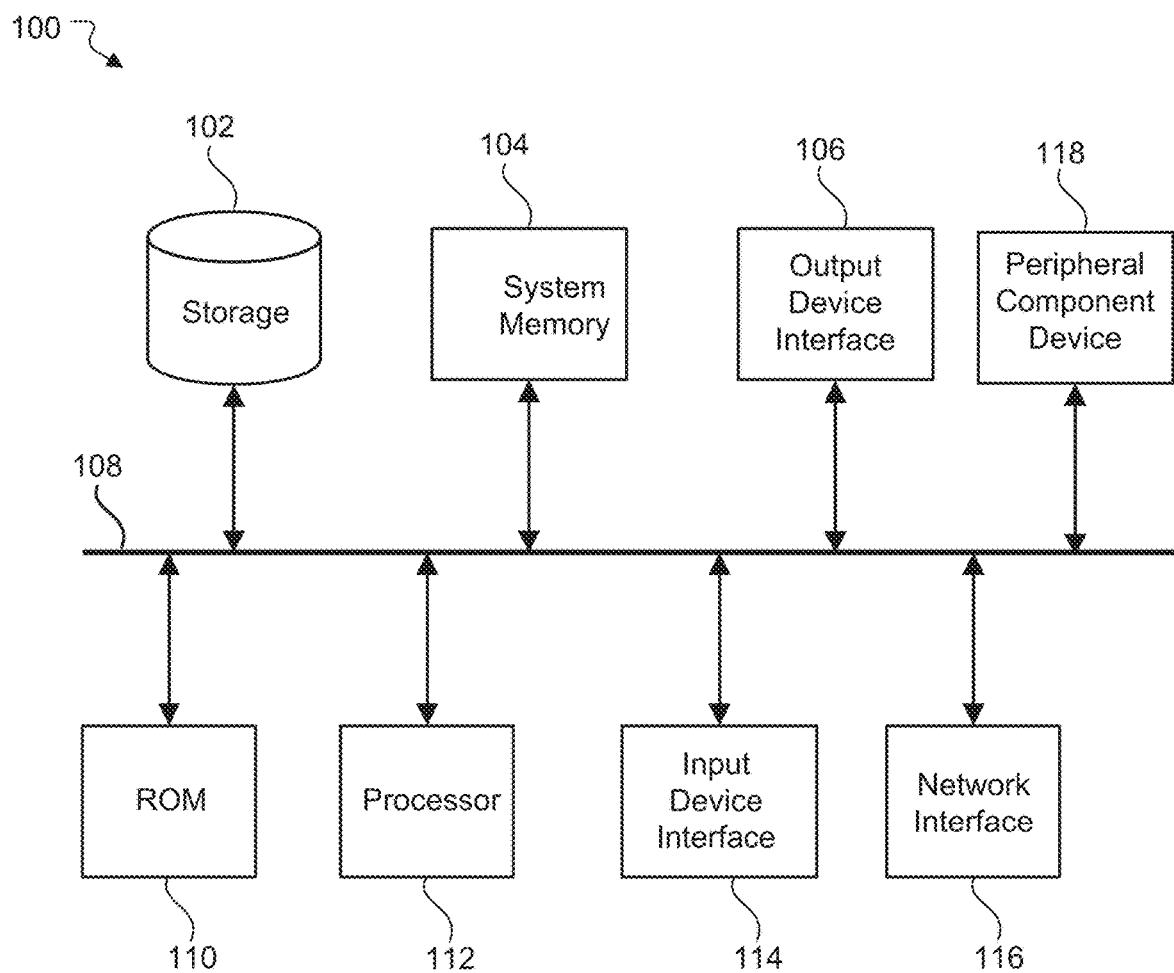 100
102
104
106
118
Storage
System
Memory
Output
Device
Interface
Peripheral
Component
Device
108
ROM
Processor
Input
Device
Interface
Network
Interface
110
112
114
116